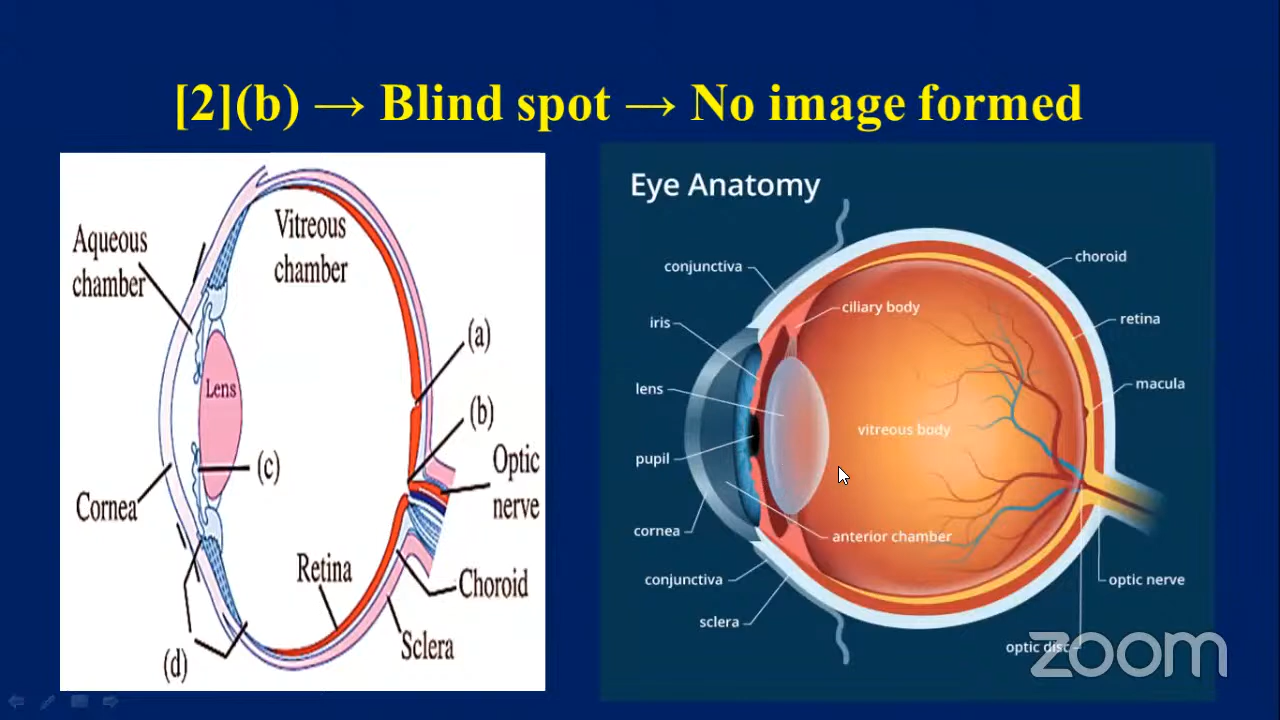 [2](b) → Blind spot → No image formed
Aqueous
chamber
Vitreous
chamber
(a)
Lens
(b)
(c)
Optic
nerve
Cornea
Retina
Choroid
Sclera
(d)
Eye Anatomy
conjunctiva
choroid
ciliary body
iris
retina
lens
macula
vitreous body
pupil
cornea
anterior chamber
conjunctiva
optic nerve
sclera
optic disc
zoom